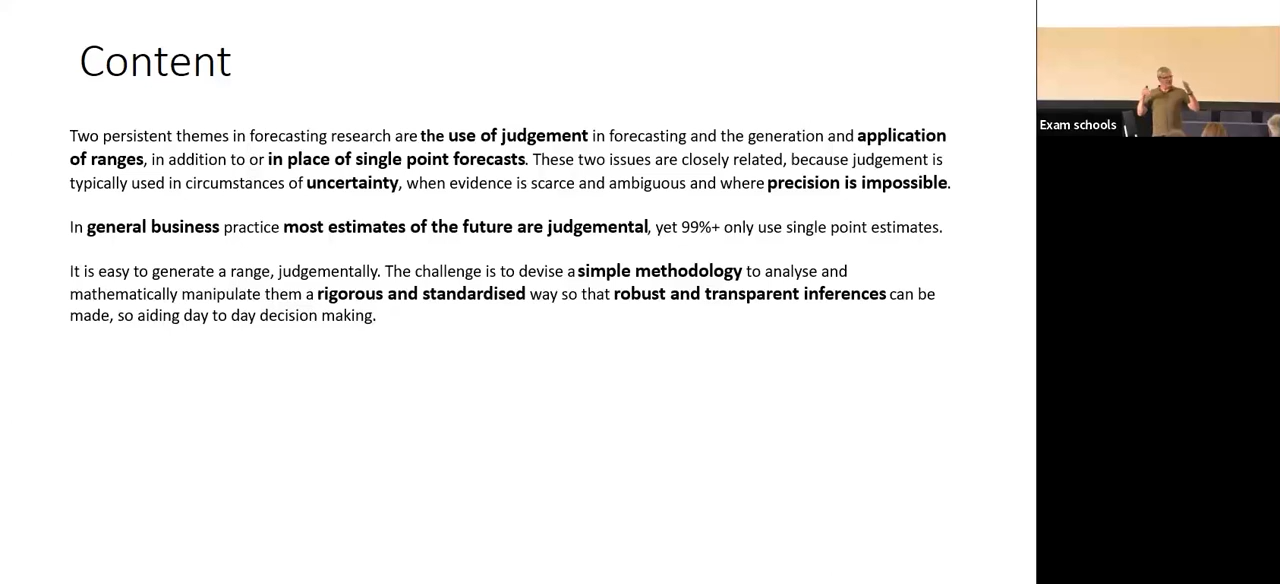 Content
Two persistent themes in forecasting research are the use of judgement in forecasting and the generation and application
of ranges, in addition to or in place of single point forecasts. These two issues are closely related, because judgement is
typically used in circumstances of uncertainty, when evidence is scarce and ambiguous and where precision is impossible.
In general business practice most estimates of the future are judgemental, yet 99%+ only use single point estimates.
It is easy to generate a range, judgementally. The challenge is to devise a simple methodology to analyse and
mathematically manipulate them a rigorous and standardised way so that robust and transparent inferences can be
made, so aiding day to day decision making.
Exam schools